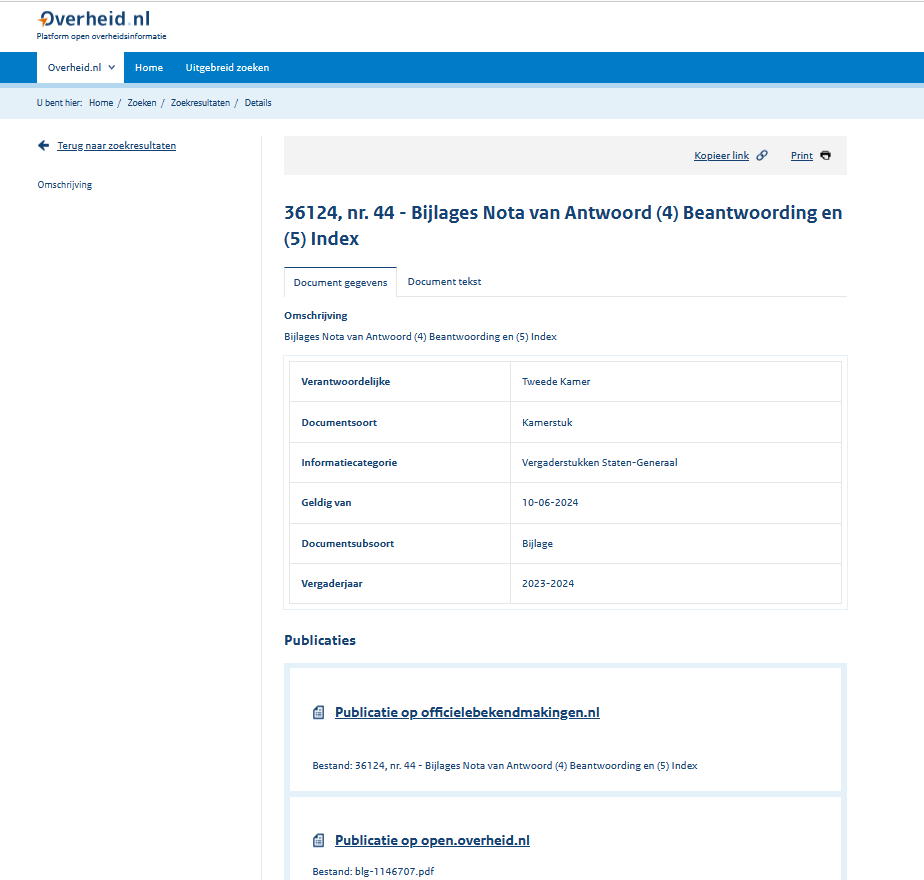 Overheid.nl
Platform open overheidsinformatie
Overheid.nl Home Uitgebreid zoeken
U bent hier: Home / Zoeken / Zoekresultaten / Details
Terug naar zoekresultaten
Omschrijving
Kopieer link Print
36124, nr. 44 - Bijlages Nota van Antwoord (4) Beantwoording en
(5) Index
Document gegevens Document tekst
Omschrijving
Bijlages Nota van Antwoord (4) Beantwoording en (5) Index
Verantwoordelijke Tweede Kamer
Documentsoort Kamerstuk
Informatiecategorie Vergaderstukken Staten-Generaal
Geldig van 10-06-2024
Documentsubsoort Bijlage
Vergaderjaar 2023-2024
Publicaties
Publicatie op officielebekendmakingen.nl
Bestand: 36124, nr. 44 - Bijlages Nota van Antwoord (4) Beantwoording en (5) Index
Publicatie op open.overheid.nl
Bestand: blg-1146707.pdf